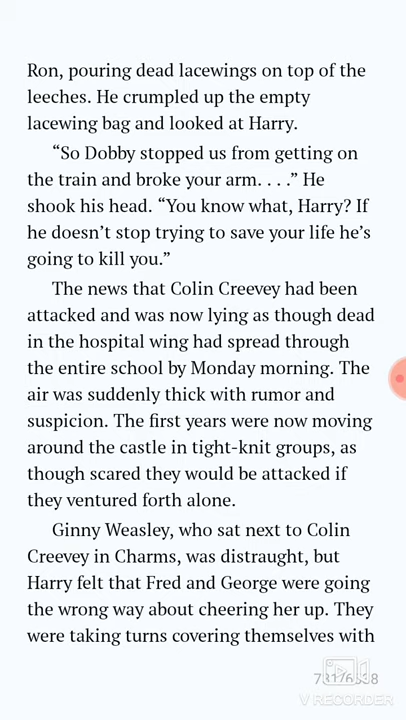 Ron, pouring dead lacewings on top of the
leeches. He crumpled up the empty
lacewing bag and looked at Harry.
“So Dobby stopped us from getting on
the train and broke your arm. . . .” He
shook his head. “You know what, Harry? If
he doesn’t stop trying to save your life he’s
going to kill you.”
The news that Colin Creevey had been
attacked and was now lying as though dead
in the hospital wing had spread through
the entire school by Monday morning. The
air was suddenly thick with rumor and
suspicion. The first years were now moving
around the castle in tight-knit groups, as
though scared they would be attacked if
they ventured forth alone.
Ginny Weasley, who sat next to Colin
Creevey in Charms, was distraught, but
Harry felt that Fred and George were going
the wrong way about cheering her up. They
were taking turns covering themselves with
V RECORDER